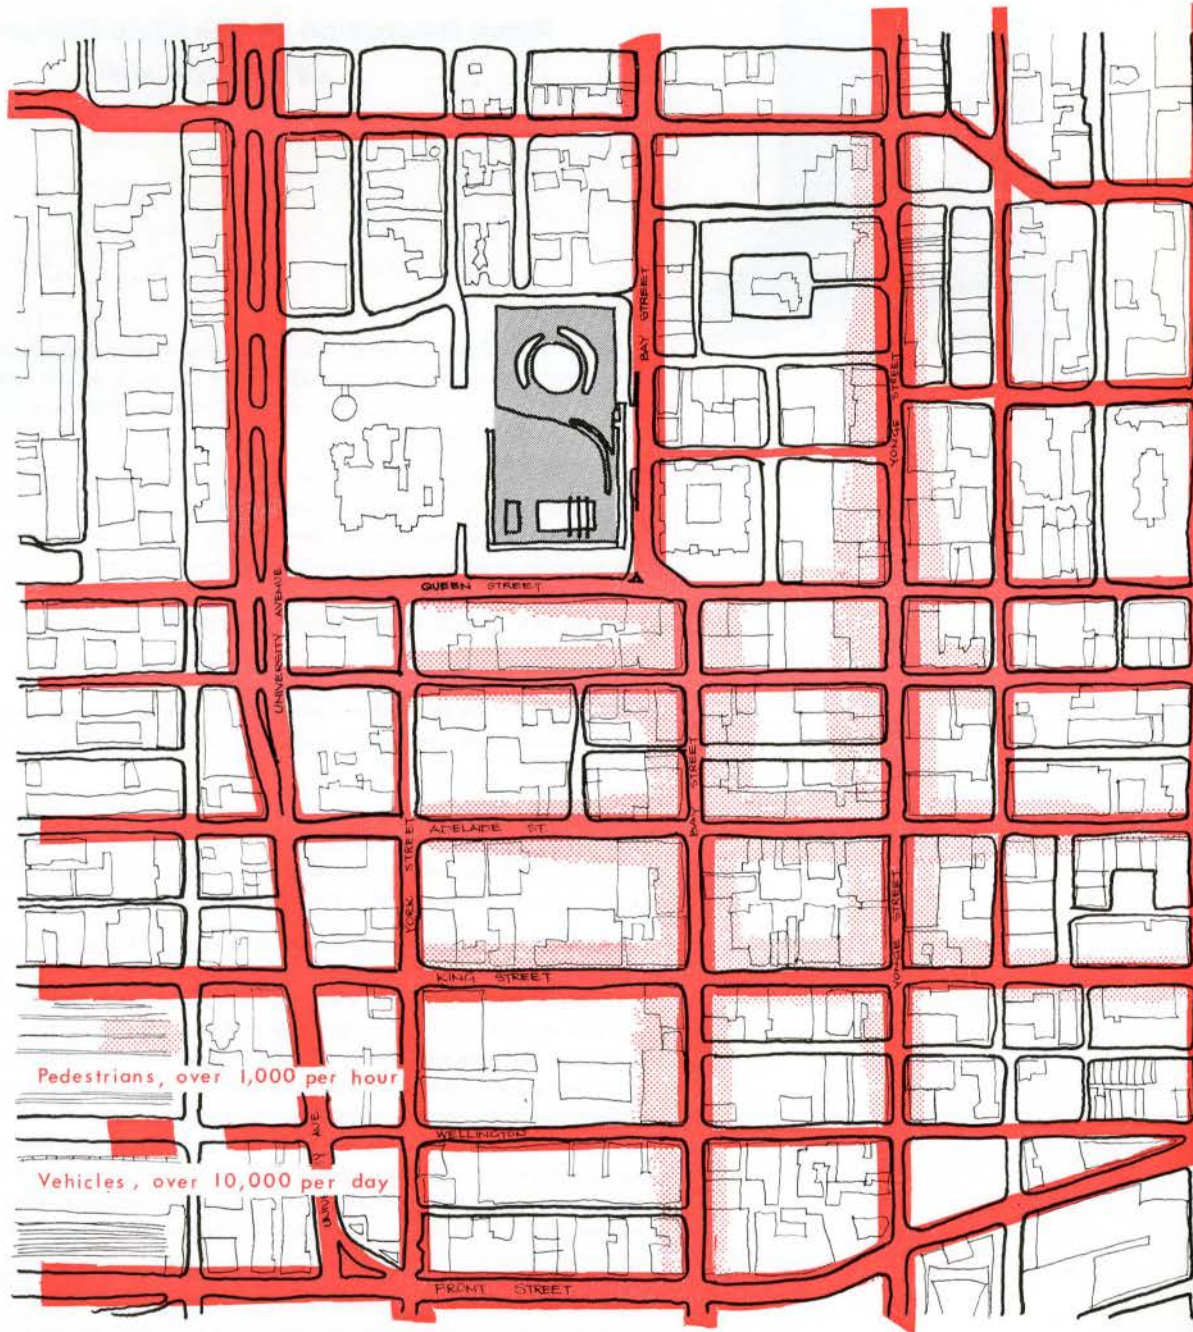 BAY STREET
YONGE STREET
QUEEN STREET
UNIVERSITY AVENUE
BAY STREET
YORK STREET
ADELAIDE ST.
YONGE STREET
KING STREET
Pedestrians, over 1,000 per hour
WELLINGTON
Vehicles, over 10,000 per day
FRONT STREET